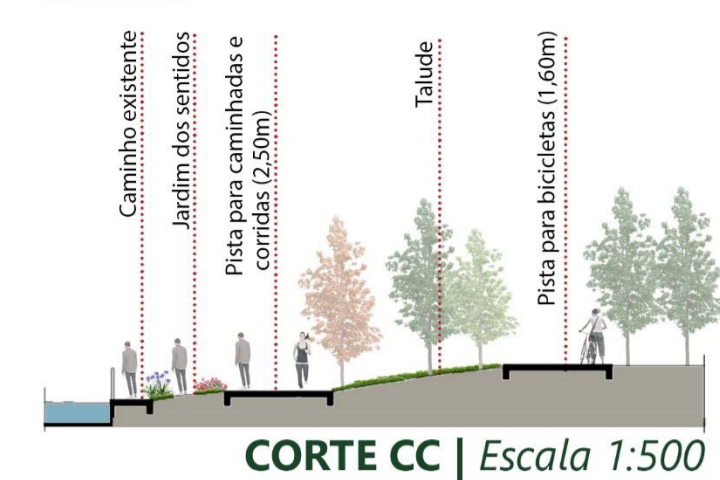 Caminho existente
Jardim dos sentidos
Pista para caminhadas e
corridas (2,50m)
Talude
Pista para bicicletas (1,60m)
CORTE CC | Escala 1:500